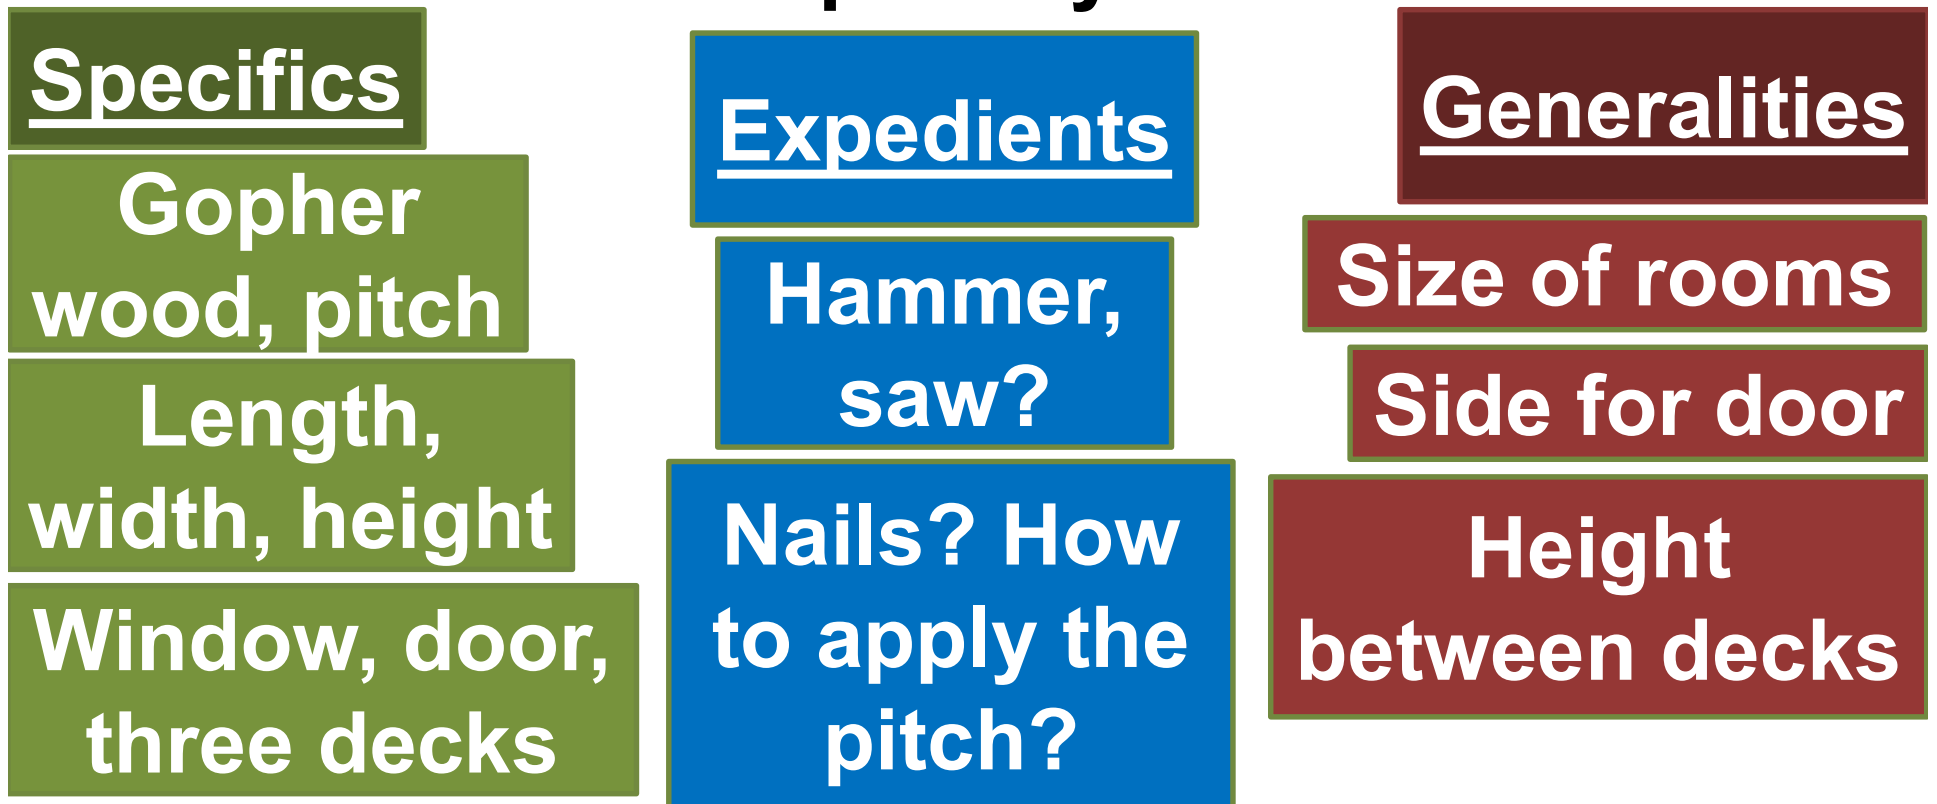 Specifics
Gopher
wood, pitch
Length,
width, height
Window, door,
three decks
Expedients
Hammer,
saw?
Nails? How
to apply the
pitch?
Generalities
Size of rooms
Side for door
Height
between decks